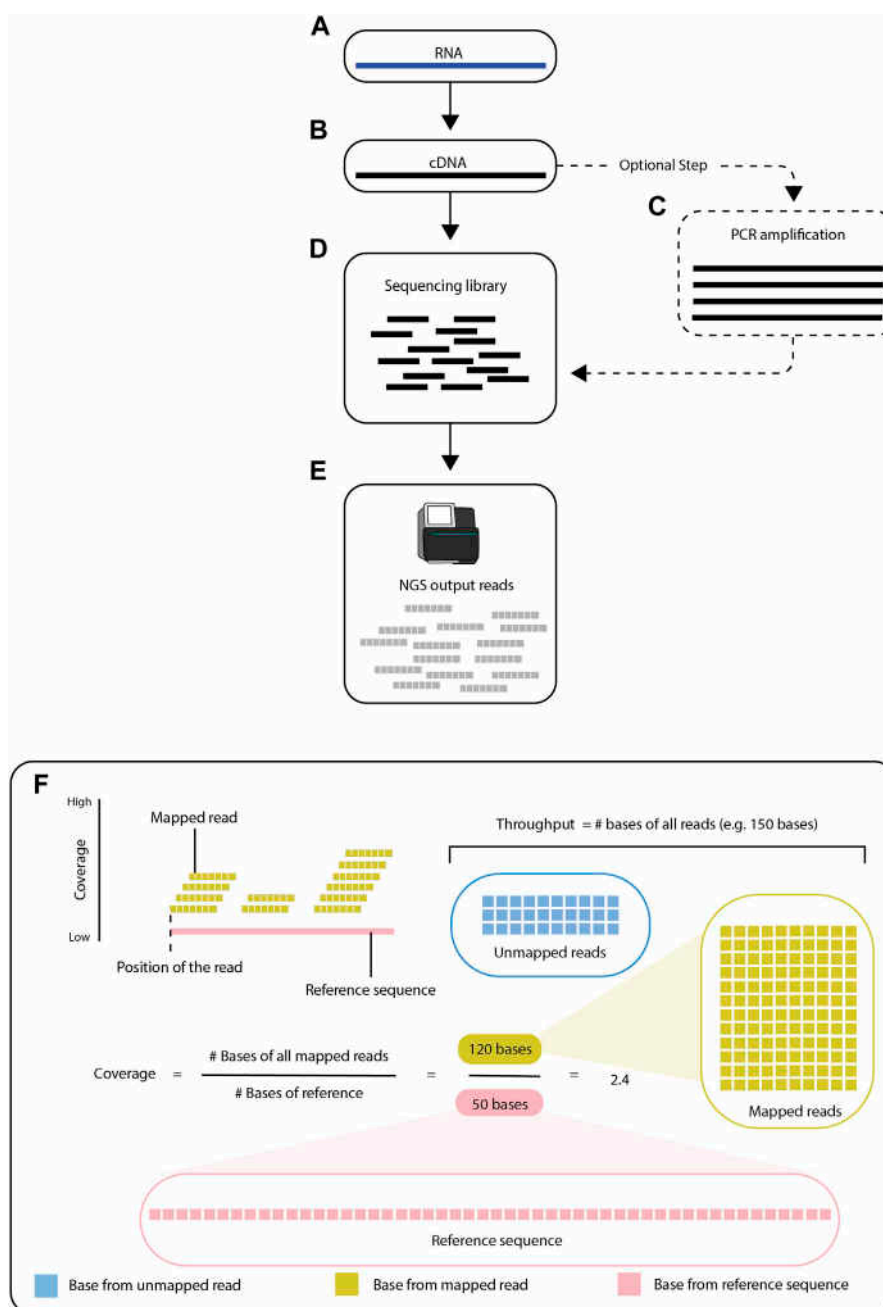 A
RNA
B
cDNA
Optional Step
C
PCR amplification
D
Sequencing library
E
NGS output reads
F
High
Coverage
Low
Mapped read
Position of the read
Reference sequence
Throughput = # bases of all reads (e.g. 150 bases)
Unmapped reads
Mapped reads
Coverage = # Bases of all mapped reads = 120 bases = 2.4
# Bases of reference 50 bases
Reference sequence
Base from unmapped read
Base from mapped read
Base from reference sequence